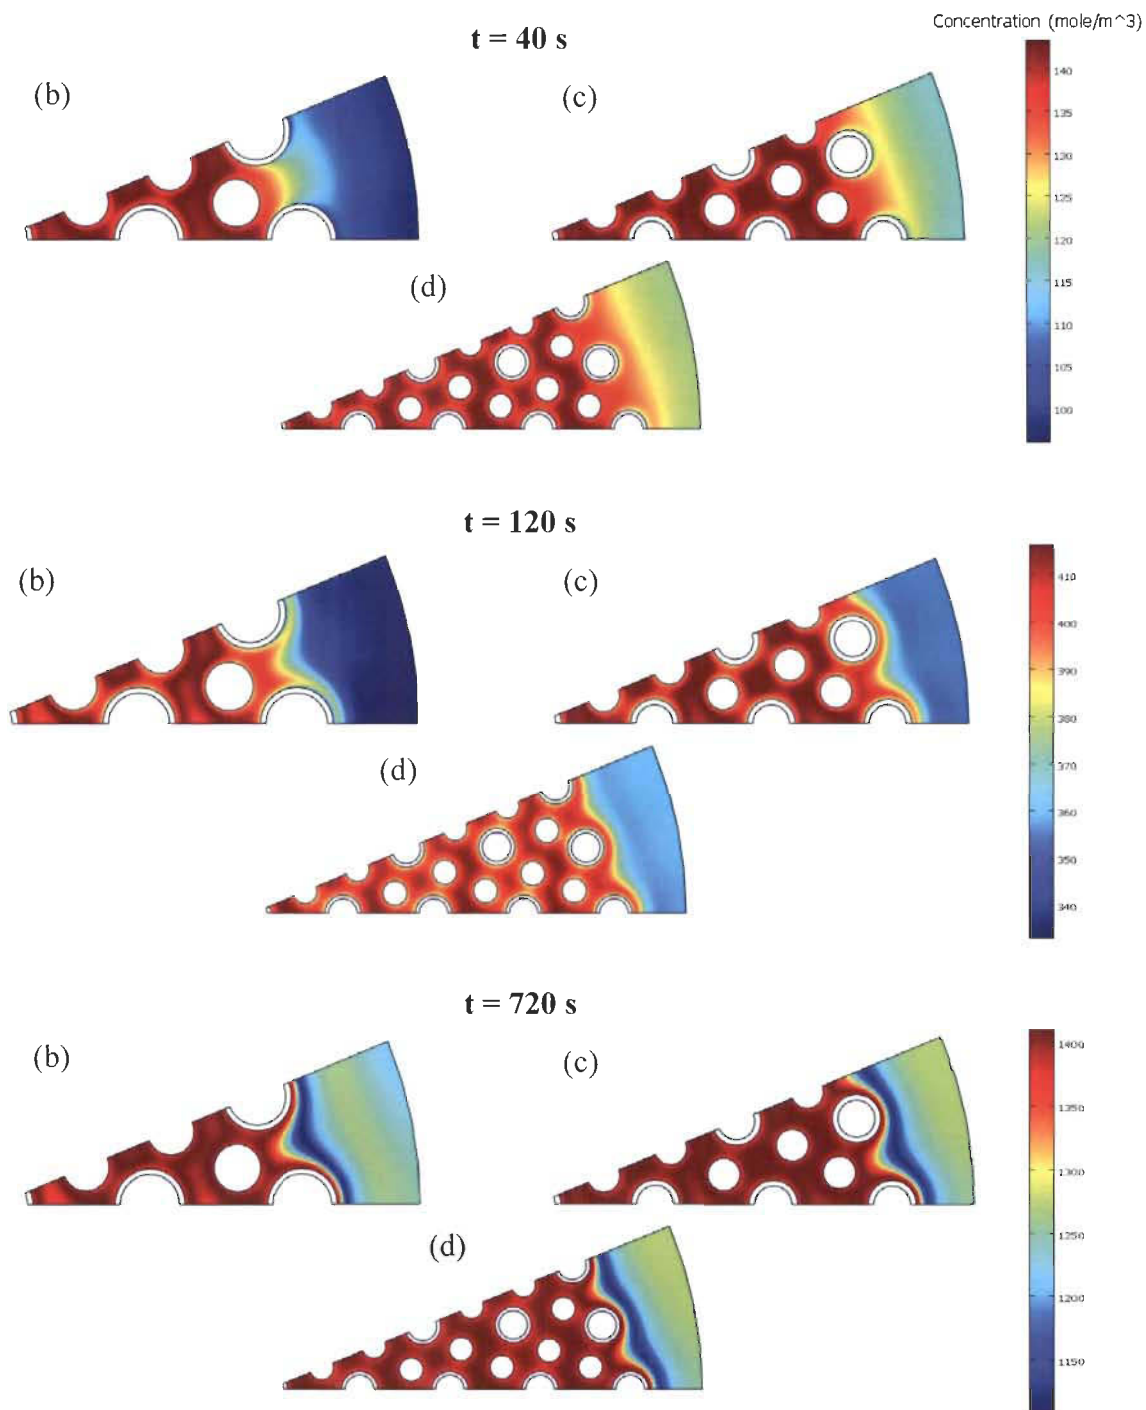 Concentration (mole/m^3)
t = 40 s
(b)
(c)
(d)
140
135
130
125
120
115
110
105
100
t = 120 s
(b)
(c)
(d)
410
400
390
380
370
360
350
340
t = 720 s
(b)
(c)
(d)
1400
1350
1300
1250
1200
1150